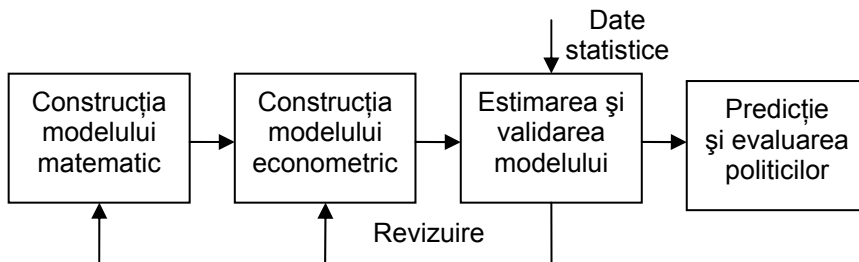 Date
statistice
Construcția
modelului
matematic
Construcția
modelului
econometric
Estimarea şi
validarea
modelului
Predicție
şi evaluarea
politicilor
Revizuire